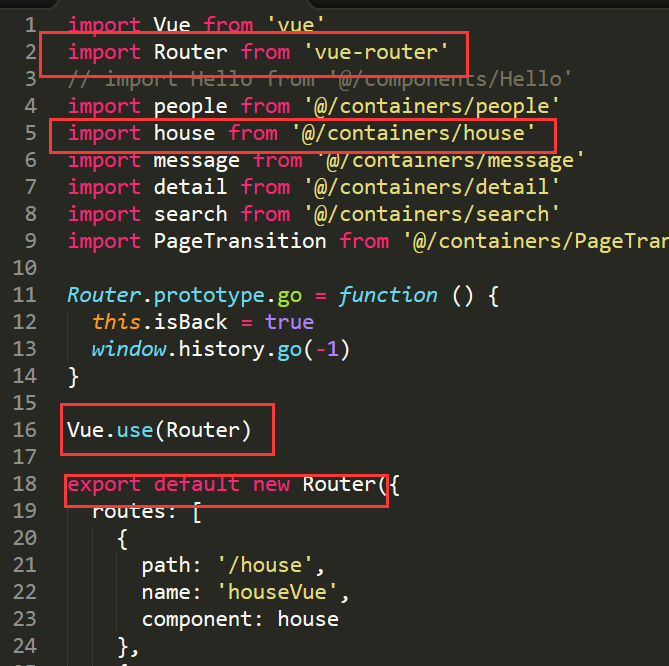 1 import Vue from 'vue'
2 import Router from 'vue-router'
3 // import Hello from '@/components/Hello'
4 import people from '@/containers/people'
5 import house from '@/containers/house'
6 import message from '@/containers/message'
7 import detail from '@/containers/detail'
8 import search from '@/containers/search'
9 import PageTransition from '@/containers/PageTran
10
11 Router.prototype.go = function () {
12 this.isBack = true
13 window.history.go(-1)
14 }
15
16 Vue.use(Router)
17
18 export default new Router({
19 routes: [
20 {
21 path: '/house',
22 name: 'houseVue',
23 component: house
24 },